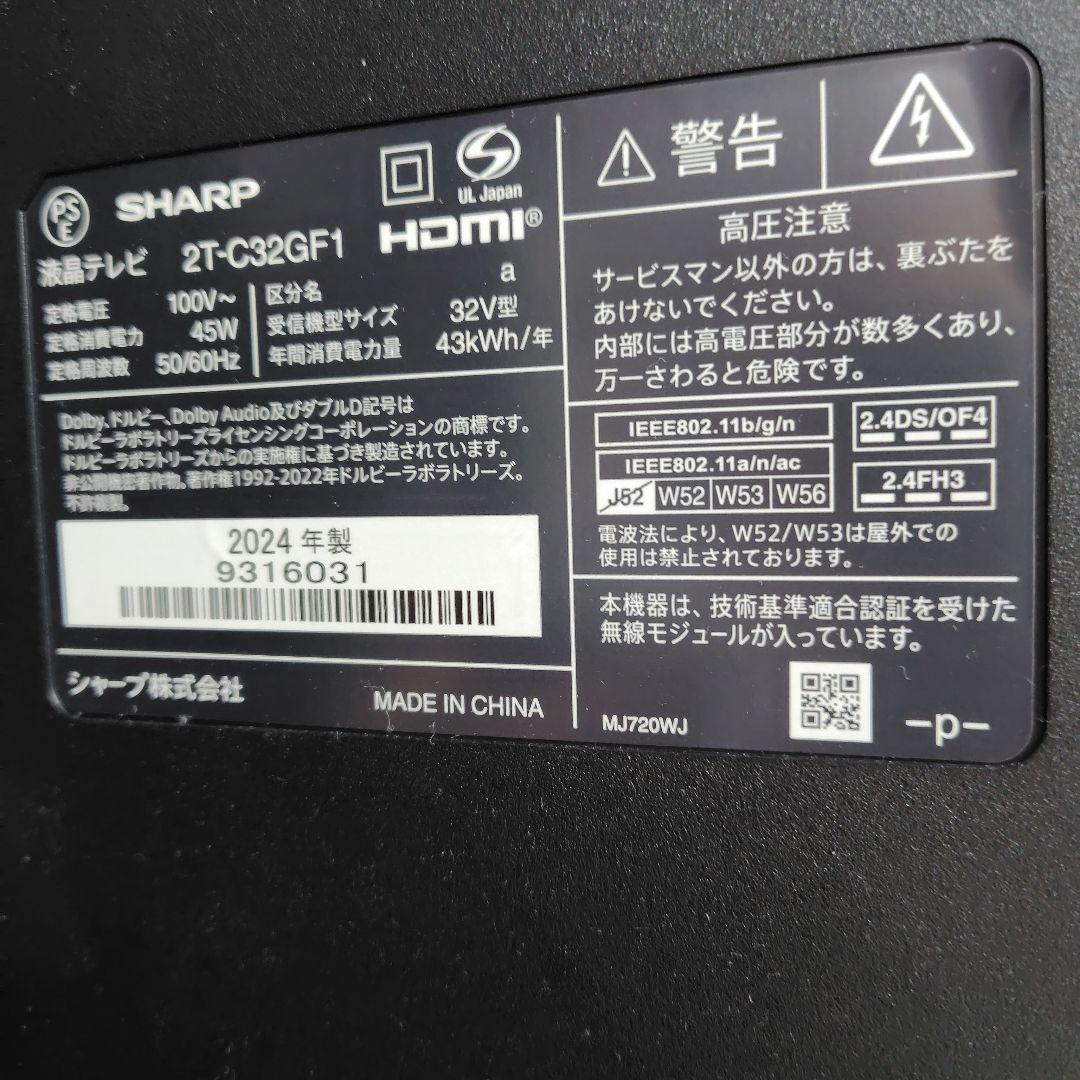 PSE
SHARP
UL Japan
液晶テレビ 2T-C32GF1
HDMI®
定格電圧 100V～
定格消費電力 45W
定格周波数 50/60Hz
区分名 a
受信機型サイズ 32V型
年間消費電力量 43kWh/年
Dolby、ドルビー、Dolby Audio及びダブルD記号は
ドルビーラボラトリーズライセンシングコーポレーションの商標です。
ドルビーラボラトリーズからの実施権に基づき製造されています。
非公開機密著作物。著作権1992-2022年ドルビーラボラトリーズ。
不許複製。
2024 年製
9316031
シャープ株式会社
MADE IN CHINA
警告
高圧注意
サービスマン以外の方は、裏ぶたを
あけないでください。
内部には高電圧部分が数多くあり、
万一さわると危険です。
IEEE802.11b/g/n
IEEE802.11a/n/ac
J52 W52 W53 W56
2.4DS/OF4
2.4FH3
電波法により、W52/W53は屋外での
使用は禁止されております。
本機器は、技術基準適合認証を受けた
無線モジュールが入っています。
MJ720WJ
-p-